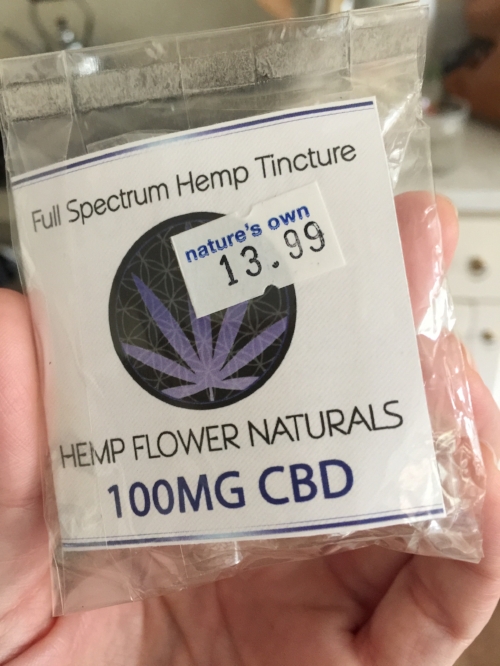 Full Spectrum Hemp Tincture
nature's own
13.99
HEMP FLOWER NATURALS
100MG CBD